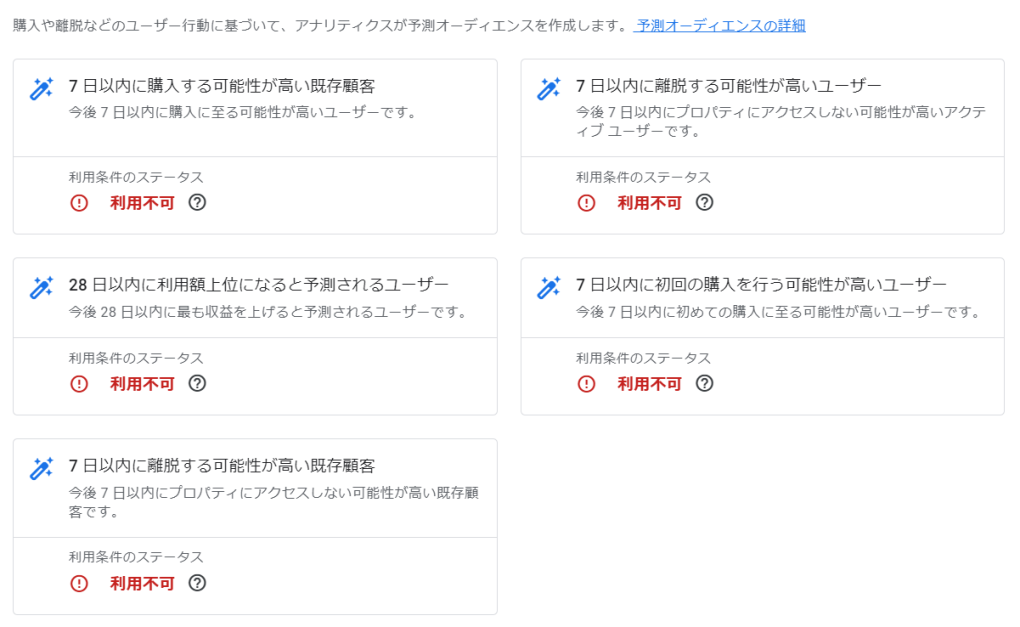 購入や離脱などのユーザー行動に基づいて、アナリティクスが予測オーディエンスを作成します。 予測オーディエンスの詳細
7 日以内に購入する可能性が高い既存顧客
今後 7 日以内に購入に至る可能性が高いユーザーです。
利用条件のステータス
利用不可
7 日以内に離脱する可能性が高いユーザー
今後 7 日以内にプロパティにアクセスしない可能性が高いアクテ
ィブ ユーザーです。
利用条件のステータス
利用不可
28 日以内に利用額上位になると予測されるユーザー
今後 28 日以内に最も収益を上げると予測されるユーザーです。
利用条件のステータス
利用不可
7 日以内に初回の購入を行う可能性が高いユーザー
今後 7 日以内に初めての購入に至る可能性が高いユーザーです。
利用条件のステータス
利用不可
7 日以内に離脱する可能性が高い既存顧客
今後 7 日以内にプロパティにアクセスしない可能性が高い既存顧
客です。
利用条件のステータス
利用不可